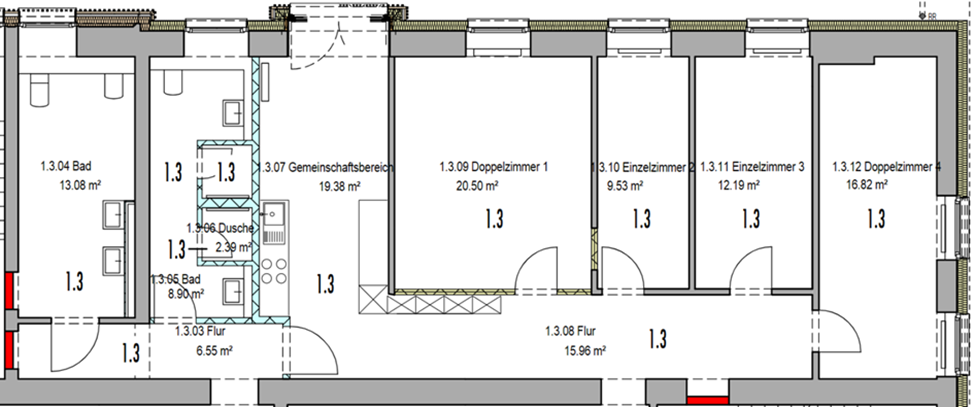 RR
1.3.04 Bad
13.08 m²
1.3
1.3
1.3
1.3.06 Dusche
2.39 m²
1.3
1.3.05 Bad
8.90 m²
1.3.07 Gemeinschaftsbereich
19.38 m²
1.3
1.3.09 Doppelzimmer 1
20.50 m²
1.3
1.3.10 Einzelzimmer 2
9.53 m²
1.3
1.3.11 Einzelzimmer 3
12.19 m²
1.3
1.3.12 Doppelzimmer 4
16.82 m²
1.3
1.3.03 Flur
6.55 m²
1.3
1.3.08 Flur
15.96 m²
1.3